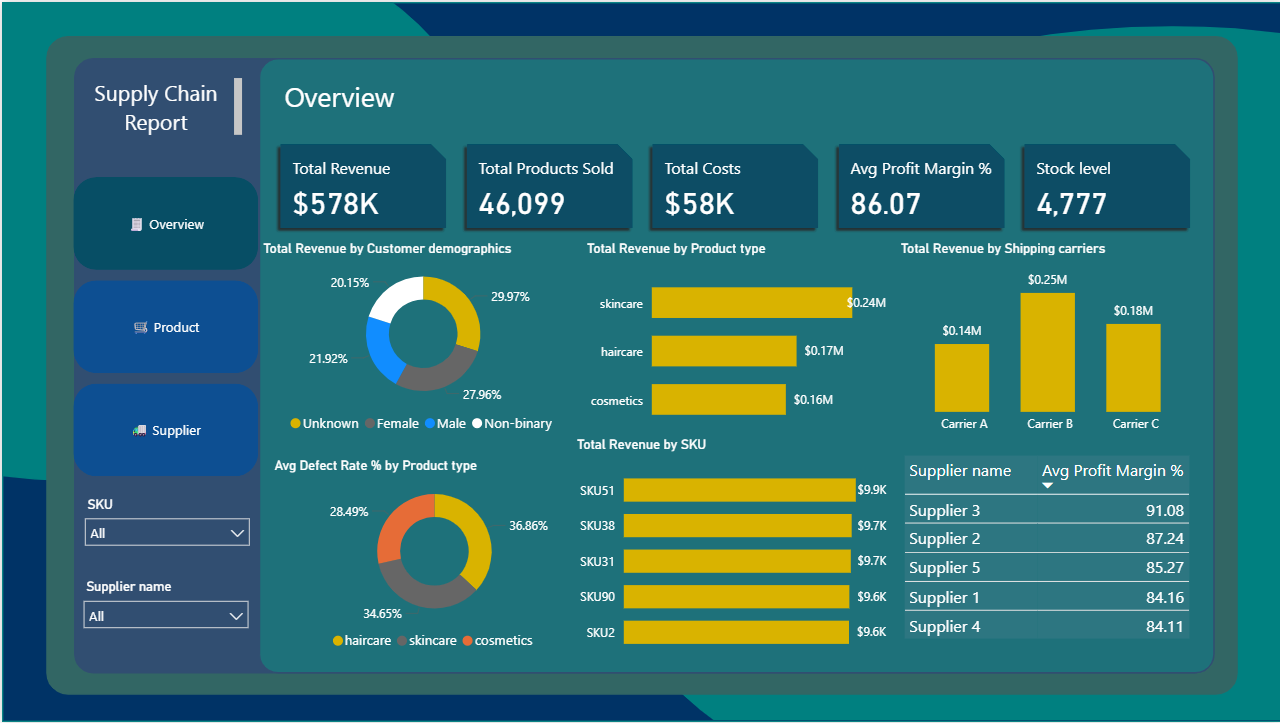 Supply Chain
Report
Overview
Product
Supplier
SKU
All
Supplier name
All
Overview
Total Revenue
$578K
Total Products Sold
46,099
Total Costs
$58K
Avg Profit Margin %
86.07
Stock level
4,777
Total Revenue by Customer demographics
20.15%
29.97%
21.92%
27.96%
Unknown Female Male Non-binary
Total Revenue by Product type
skincare $0.24M
haircare $0.17M
cosmetics $0.16M
Total Revenue by Shipping carriers
$0.14M
$0.25M
$0.18M
Carrier A Carrier B Carrier C
Avg Defect Rate % by Product type
28.49%
36.86%
34.65%
haircare skincare cosmetics
Total Revenue by SKU
SKU51 $9.9K
SKU38 $9.7K
SKU31 $9.7K
SKU90 $9.6K
SKU2 $9.6K
Supplier name Avg Profit Margin %
Supplier 3 91.08
Supplier 2 87.24
Supplier 5 85.27
Supplier 1 84.16
Supplier 4 84.11